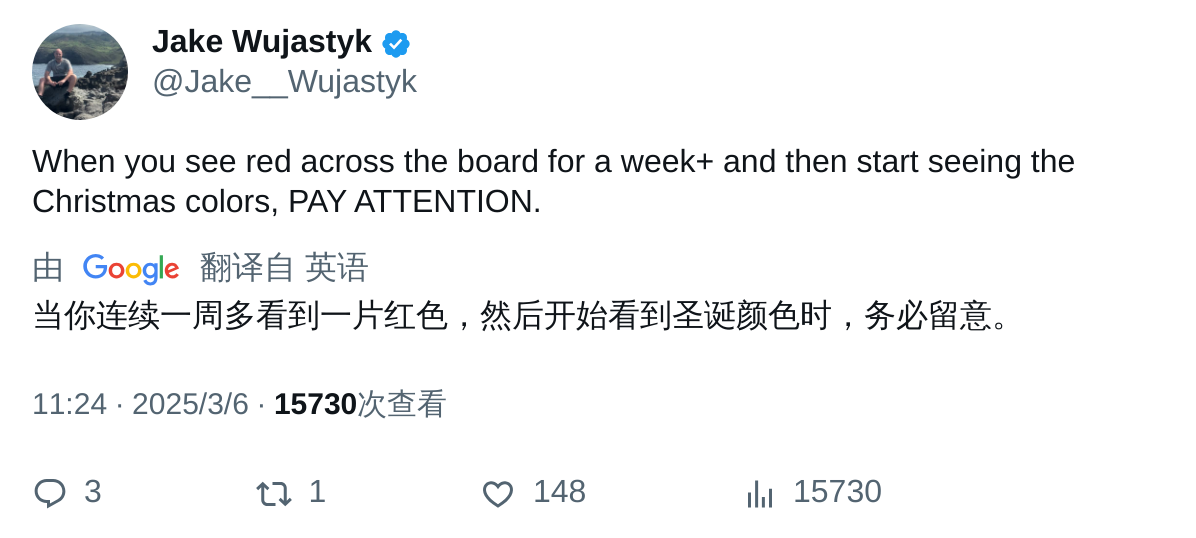 Jake Wujastyk
@Jake__Wujastyk
When you see red across the board for a week+ and then start seeing the
Christmas colors, PAY ATTENTION.
由 Google 翻译自 英语
当你连续一周多看到一片红色，然后开始看到圣诞颜色时，务必留意。
11:24 · 2025/3/6 · 15730次查看
3 1 148 15730